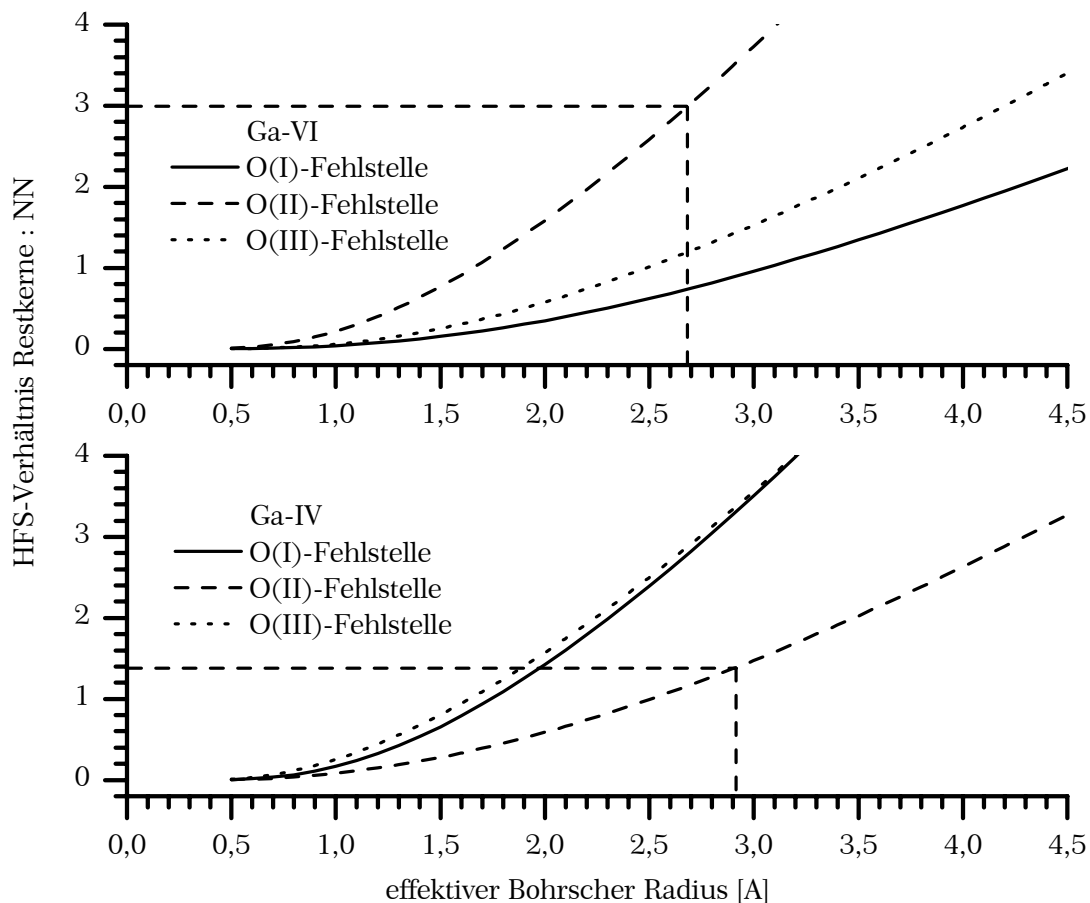 HFS-Verhältnis Restkerne : NN
4
3
2
1
0
Ga-VI
O(I)-Fehlstelle
O(II)-Fehlstelle
O(III)-Fehlstelle
0,0 0,5 1,0 1,5 2,0 2,5 3,0 3,5 4,0 4,5
4
3
2
1
0
Ga-IV
O(I)-Fehlstelle
O(II)-Fehlstelle
O(III)-Fehlstelle
0,0 0,5 1,0 1,5 2,0 2,5 3,0 3,5 4,0 4,5
effektiver Bohrscher Radius [A]